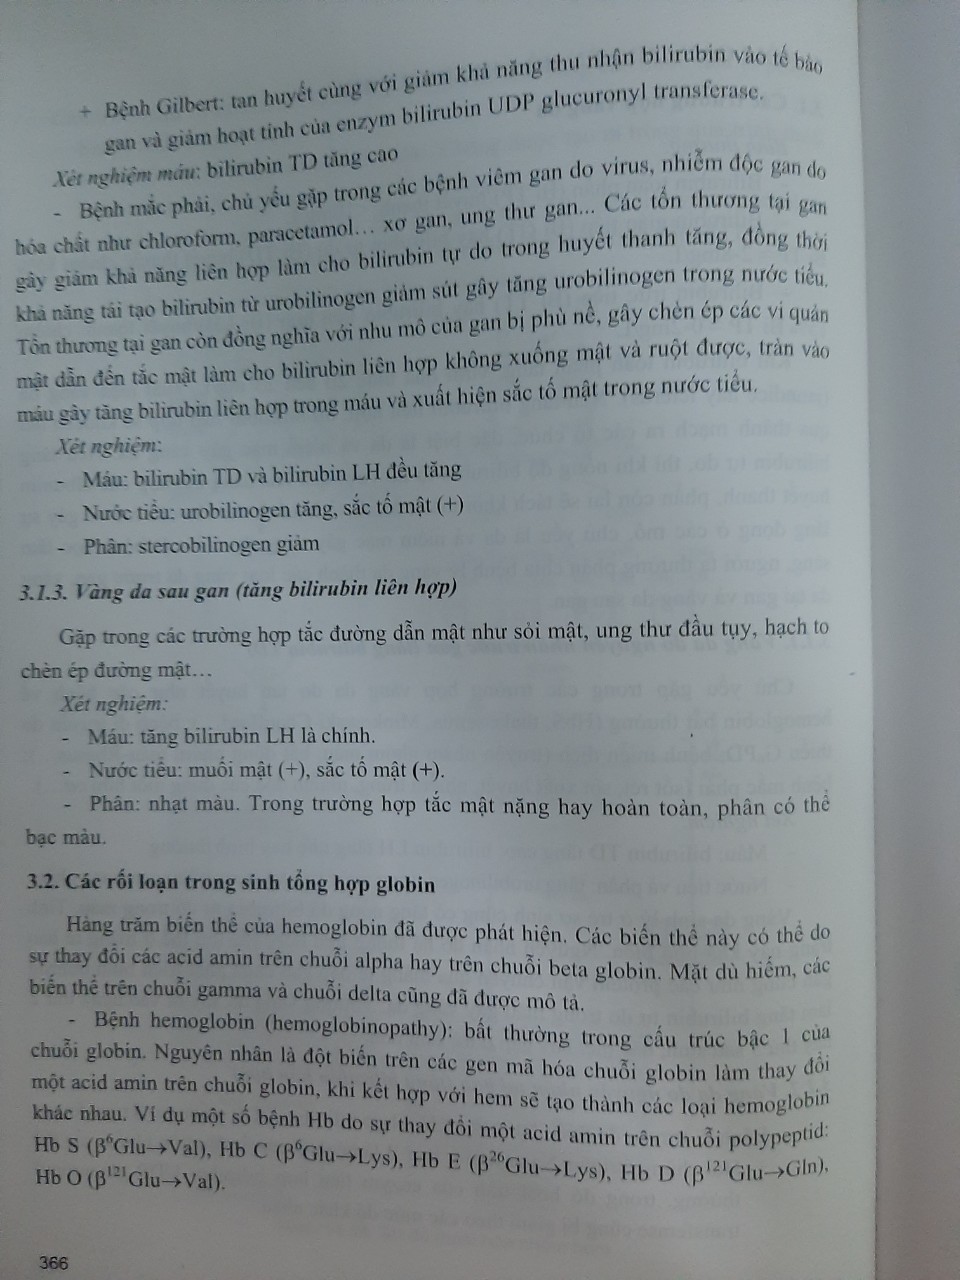 + Bệnh Gilbert: tan huyết cùng với giảm khả năng thu nhận bilirubin vào tế bào
gan và giảm hoạt tính của enzym bilirubin UDP glucuronyl transferase.
Xét nghiệm máu: bilirubin TD tăng cao
- Bệnh mắc phải, chủ yếu gặp trong các bệnh viêm gan do virus, nhiễm độc gan do
hóa chất như chloroform, paracetamol… xơ gan, ung thư gan... Các tổn thương tại gan
gây giảm khả năng liên hợp làm cho bilirubin tự do trong huyết thanh tăng, đồng thời
khả năng tái tạo bilirubin từ urobilinogen giảm sút gây tăng urobilinogen trong nước tiểu.
Tổn thương tại gan còn đồng nghĩa với nhu mô của gan bị phù nề, gây chèn ép các vi quản
mật dẫn đến tắc mật làm cho bilirubin liên hợp không xuống mật và ruột được, tràn vào
máu gây tăng bilirubin liên hợp trong máu và xuất hiện sắc tố mật trong nước tiểu.
Xét nghiệm:
- Máu: bilirubin TD và bilirubin LH đều tăng
- Nước tiểu: urobilinogen tăng, sắc tố mật (+)
- Phân: stercobilinogen giảm
3.1.3. Vàng da sau gan (tăng bilirubin liên hợp)
Gặp trong các trường hợp tắc đường dẫn mật như sỏi mật, ung thư đầu tụy, hạch to
chèn ép đường mật…
Xét nghiệm:
- Máu: tăng bilirubin LH là chính.
- Nước tiểu: muối mật (+), sắc tố mật (+).
- Phân: nhạt màu. Trong trường hợp tắc mật nặng hay hoàn toàn, phân có thể
bạc màu.
3.2. Các rối loạn trong sinh tổng hợp globin
Hàng trăm biến thể của hemoglobin đã được phát hiện. Các biến thể này có thể do
sự thay đổi các acid amin trên chuỗi alpha hay trên chuỗi beta globin. Mặt dù hiếm, các
biến thể trên chuỗi gamma và chuỗi delta cũng đã được mô tả.
- Bệnh hemoglobin (hemoglobinopathy): bất thường trong cấu trúc bậc 1 của
chuỗi globin. Nguyên nhân là đột biến trên các gen mã hóa chuỗi globin làm thay đổi
một acid amin trên chuỗi globin, khi kết hợp với hem sẽ tạo thành các loại hemoglobin
khác nhau. Ví dụ một số bệnh Hb do sự thay đổi một acid amin trên chuỗi polypeptid:
Hb S (β⁶Glu→Val), Hb C (β⁶Glu→Lys), Hb E (β²⁶Glu→Lys), Hb D (β¹²¹Glu→Gln),
Hb O (β¹²¹Glu→Val).
366